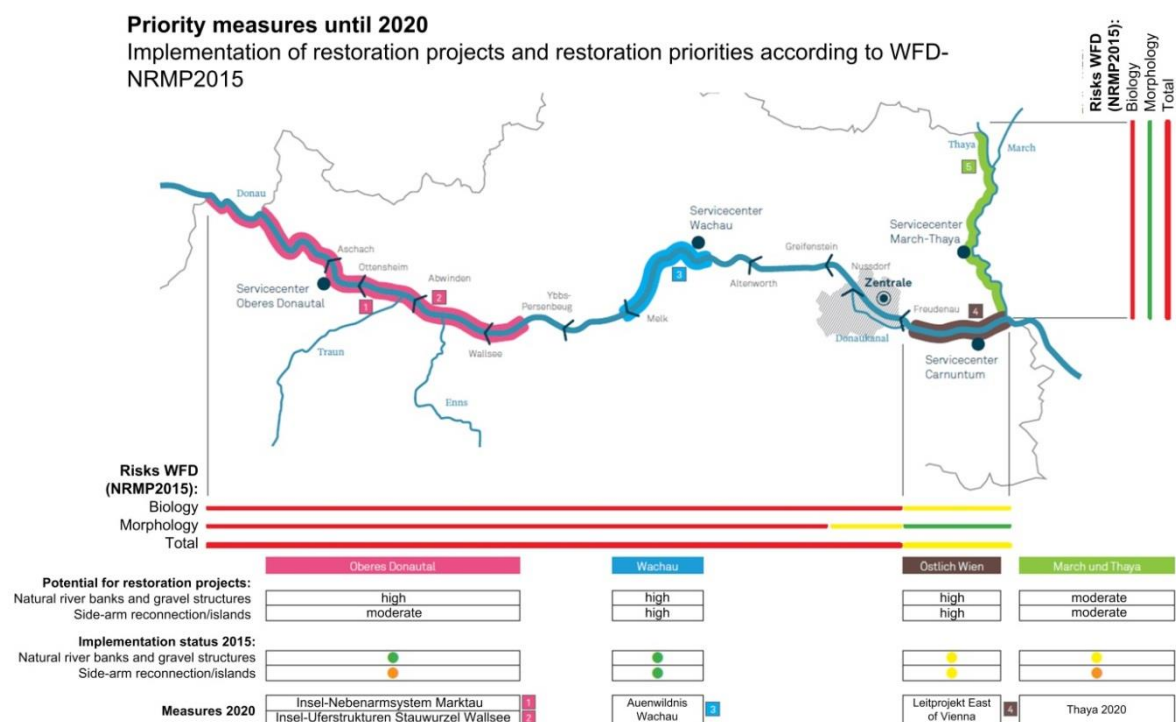 Priority measures until 2020
Implementation of restoration projects and restoration priorities according to WFD-
NRMP2015
Risks WFD
(NRMP2015):
Biology
Morphology
Total
Thaya
March
5
Donau
Servicecenter
Wachau
Servicecenter
March-Thaya
Aschach
Ottensheim
Abwinden
Servicecenter
Oberes Donautal
1
2
3
Greifenstein
Nussdorf
Zentrale
Altenworth
Ybbs-
Persenbeug
Melk
Freudenau
4
Donaukanal
Wallsee
Traun
Enns
Servicecenter
Carnuntum
Risks WFD
(NRMP2015):
Biology
Morphology
Total
Oberes Donautal Wachau Östlich Wien March und Thaya
Potential for restoration projects:
Natural river banks and gravel structures high high high moderate
Side-arm reconnection/islands moderate high high moderate
Implementation status 2015:
Natural river banks and gravel structures
Side-arm reconnection/islands
Measures 2020
Insel-Nebenarmsystem Marktau 1
Insel-Uferstrukturen Stauwurzel Wallsee 2
Auenwildnis
Wachau 3
Leitprojekt East
of Vienna 4
Thaya 2020